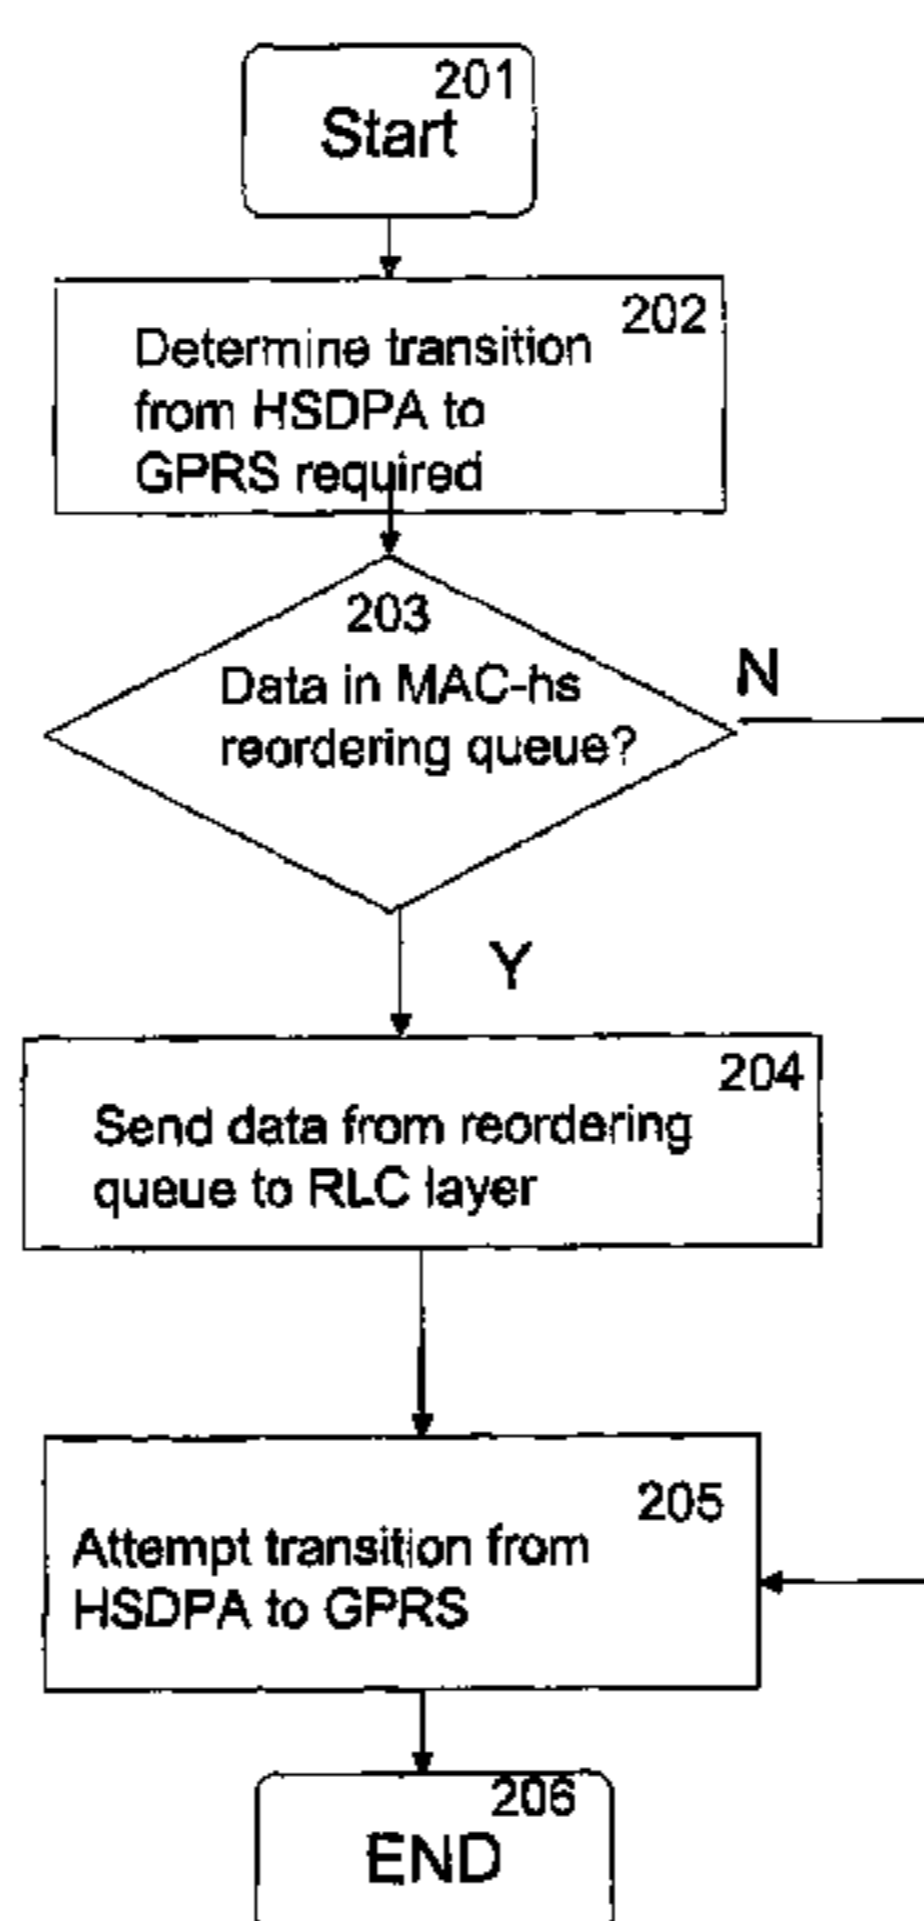 201
Start
202
Determine transition
from HSDPA to
GPRS required
203
Data in MAC-hs
reordering queue?
N
Y
204
Send data from reordering
queue to RLC layer
205
Attempt transition from
HSDPA to GPRS
206
END